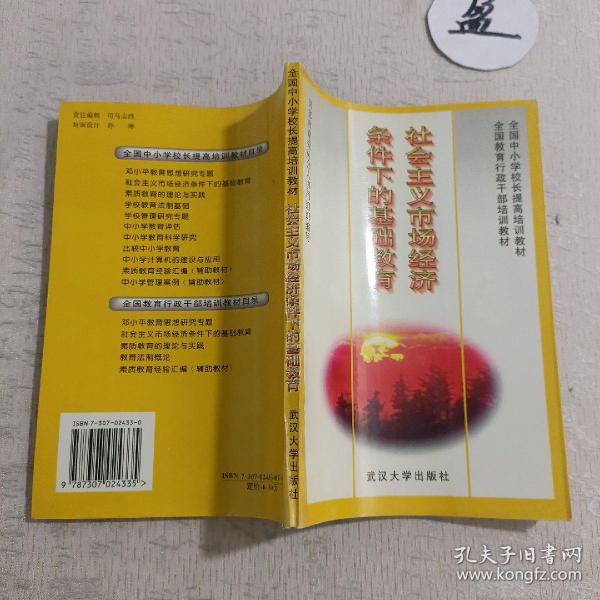 盈
责任编辑
封面设计
全国中小学校长提高培训教材目录
邓小平教育思想研究专题
社会主义市场经济条件下的基础教育
素质教育的理论与实践
学校教育法制基础
学校管理研究专题
中小学教育评估
中小学教育科学研究
比较中小学教育
中小学计算机的建设与应用
素质教育经验汇编（辅助教材）
中小学管理案例（辅助教材）
全国教育行政干部培训教材目录
邓小平教育思想研究专题
社会主义市场经济条件下的基础教育
素质教育的理论与实践
教育法制概论
素质教育经验汇编（辅助教材）
ISBN 7-307-02433-0
9 787307 024335 >
ISBN 7-307-02433-0
定价:
全国中小学校长提高培训教材
社会主义市场经济条件下的基础教育
武汉大学出版社
全国中小学校长提高培训教材
全国教育行政干部培训教材
社会主义市场经济
条件下的基础教育
武汉大学出版社
孔夫子旧书网
www.kongfz.com